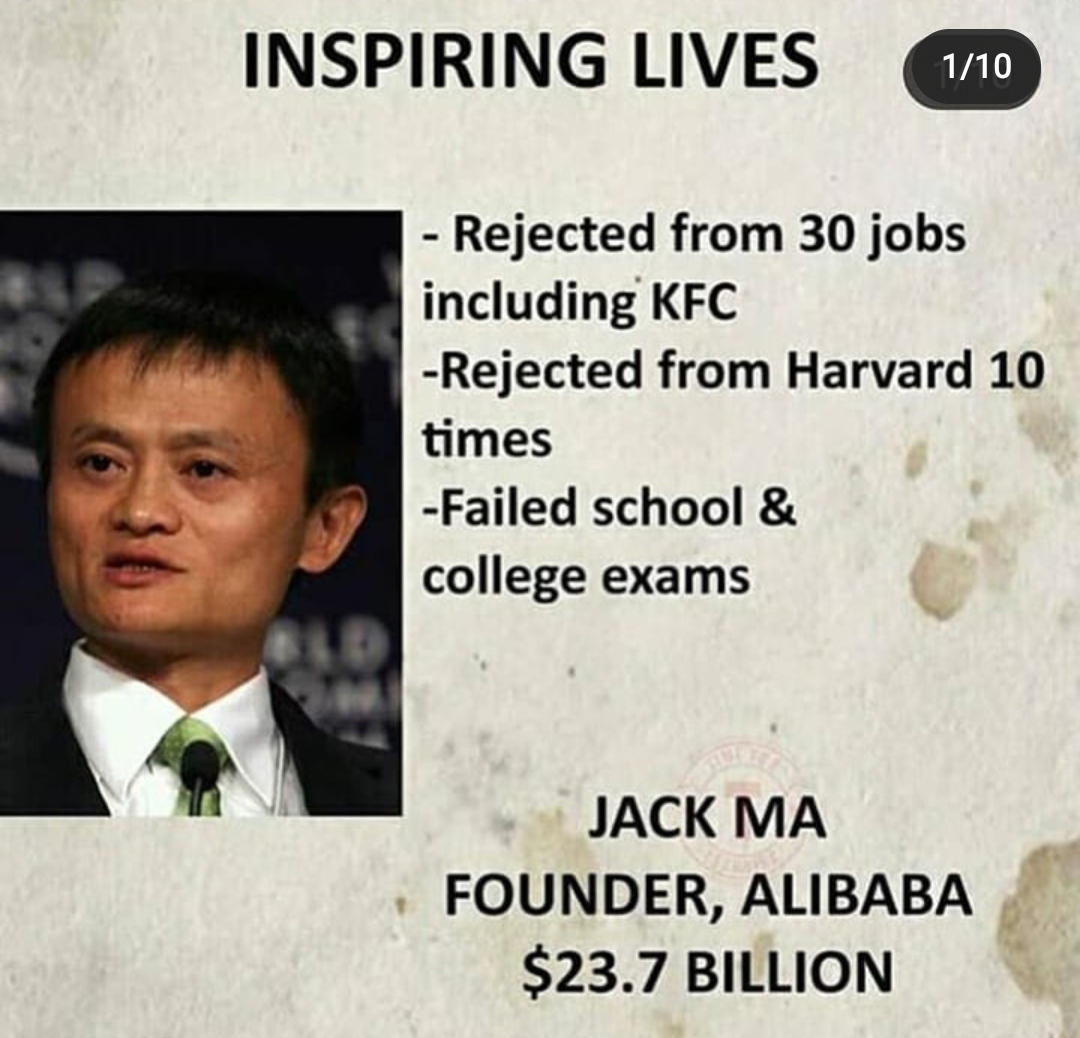 INSPIRING LIVES
1/10
- Rejected from 30 jobs
including KFC
-Rejected from Harvard 10
times
-Failed school &
college exams
JACK MA
FOUNDER, ALIBABA
$23.7 BILLION